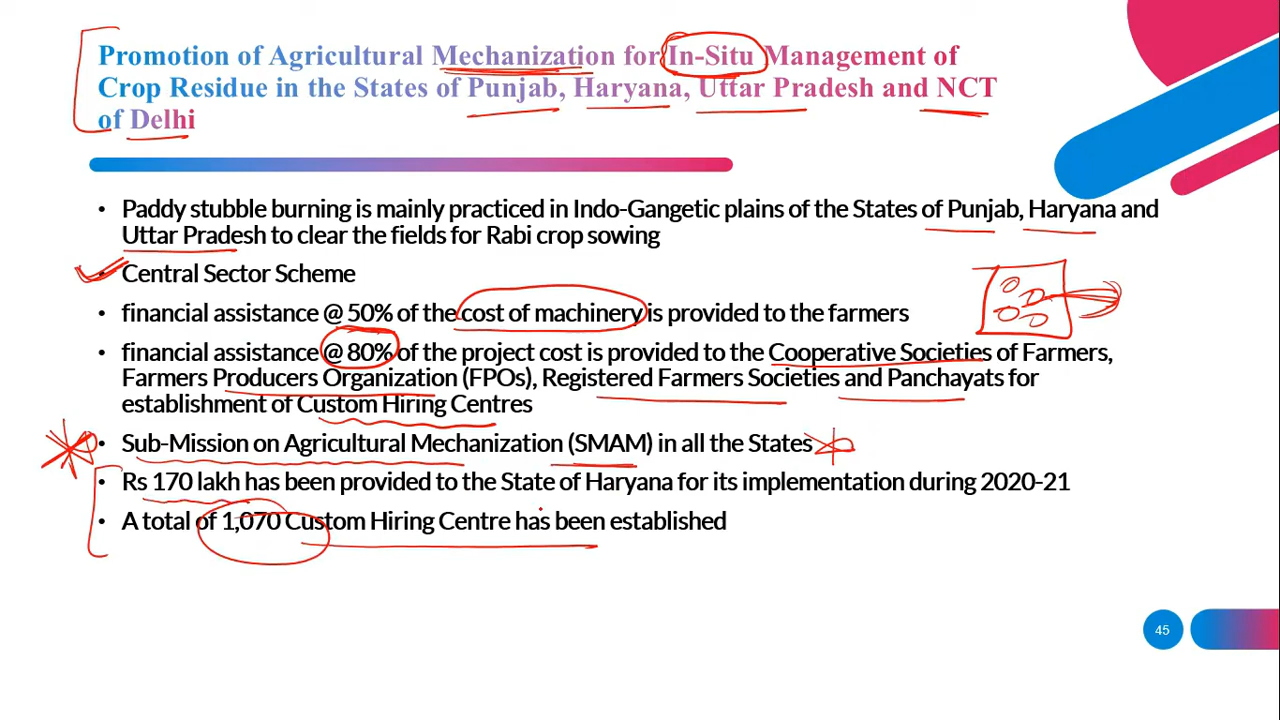 Promotion of Agricultural Mechanization for In-Situ Management of
Crop Residue in the States of Punjab, Haryana, Uttar Pradesh and NCT
of Delhi
• Paddy stubble burning is mainly practiced in Indo-Gangetic plains of the States of Punjab, Haryana and
Uttar Pradesh to clear the fields for Rabi crop sowing
• Central Sector Scheme
• financial assistance @ 50% of the cost of machinery is provided to the farmers
• financial assistance @ 80% of the project cost is provided to the Cooperative Societies of Farmers,
Farmers Producers Organization (FPOs), Registered Farmers Societies and Panchayats for
establishment of Custom Hiring Centres
• Sub-Mission on Agricultural Mechanization (SMAM) in all the States
• Rs 170 lakh has been provided to the State of Haryana for its implementation during 2020-21
• A total of 1,070 Custom Hiring Centre has been established
45